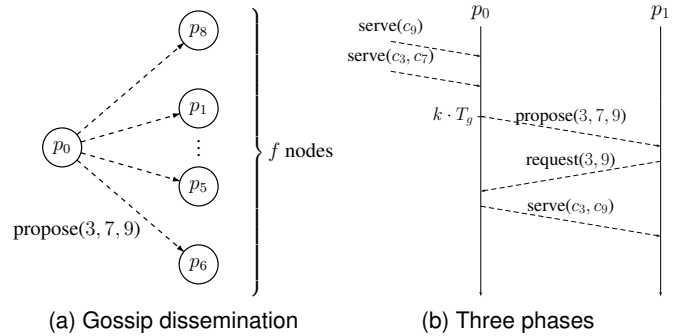 p₈
p₁
p₀
⋮
f nodes
p₅
propose(3, 7, 9)
p₆
(a) Gossip dissemination
p₀
p₁
serve(c₉)
serve(c₃, c₇)
k · T_g
propose(3, 7, 9)
request(3, 9)
serve(c₃, c₉)
(b) Three phases